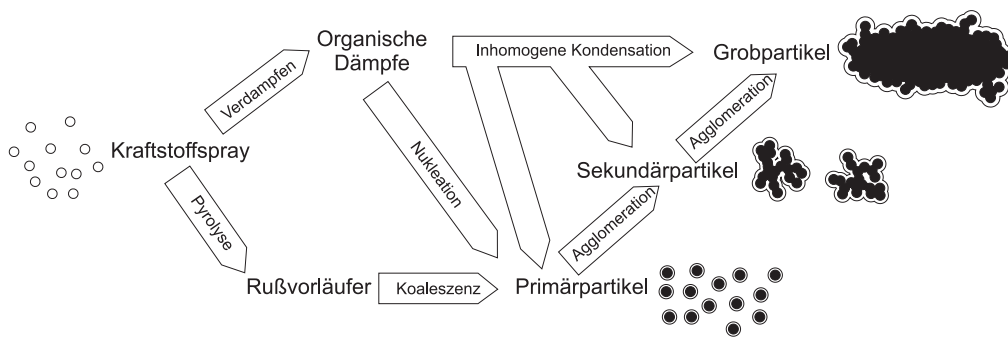 Organische
Dämpfe
Inhomogene Kondensation
Grobpartikel
Verdampfen
Agglomeration
Kraftstoffspray
Nukleation
Sekundärpartikel
Pyrolyse
Agglomeration
Rußvorläufer
Koaleszenz
Primärpartikel